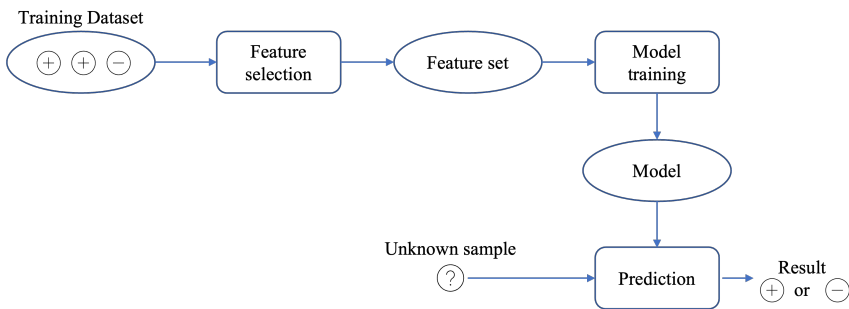 Training Dataset
+ + −
Feature
selection
Feature set
Model
training
Model
Unknown sample
?
Prediction
Result
+ or −